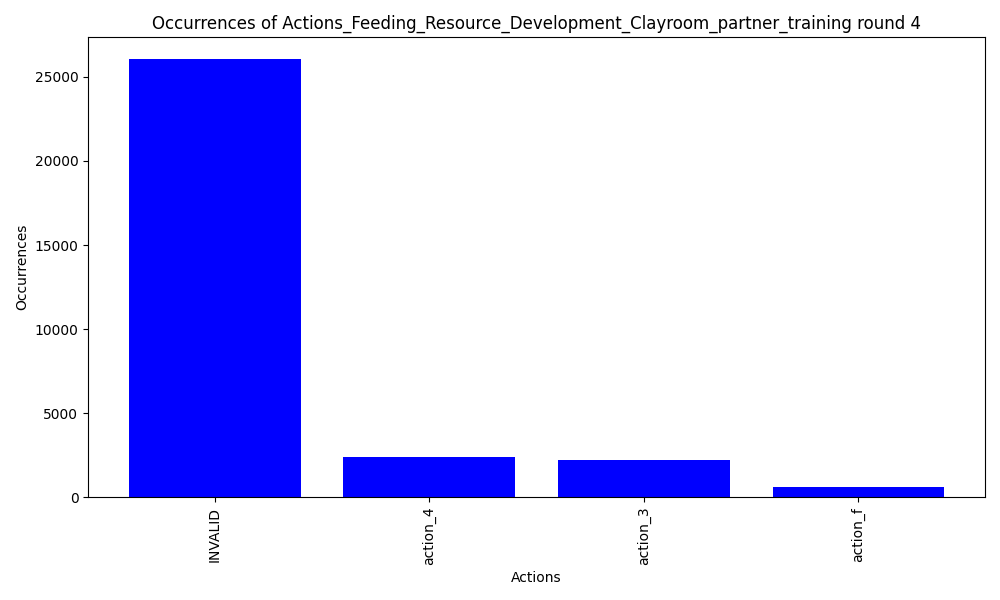 Occurrences of Actions_Feeding_Resource_Development_Clayroom_partner_training round 4
Occurrences
25000
20000
15000
10000
5000
0
INVALID
action_4
action_3
action_f
Actions